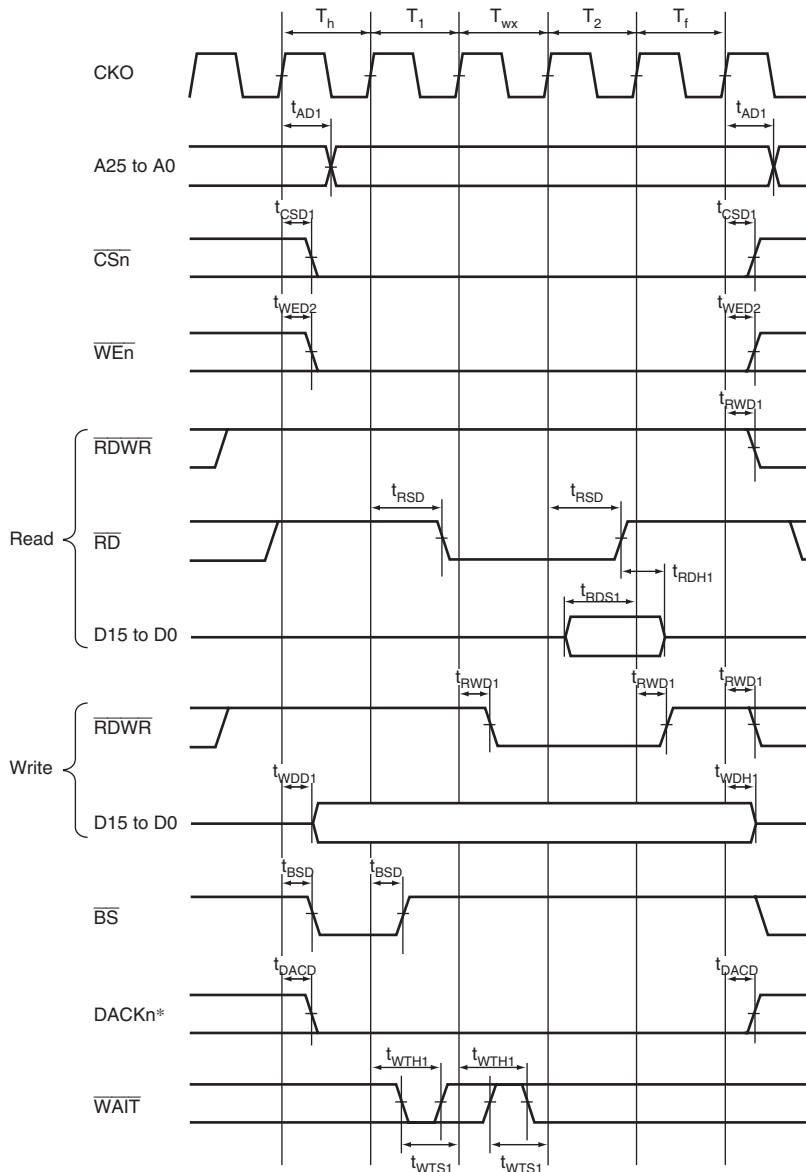 Th T1 Twx T2 Tf
CKO
tAD1 tAD1
A25 to A0
tCSD1 tCSD1
CSn
tWED2 tWED2
WEn
tRWD1
RDWR
tRSD tRSD
Read
RD
tRDH1
tRDS1
D15 to D0
tRWD1 tRWD1 tRWD1
RDWR
Write
tWDD1 tWDH1
D15 to D0
tBSD tBSD
BS
tDACD tDACD
DACKn*
tWTH1 tWTH1
WAIT
tWTS1 tWTS1